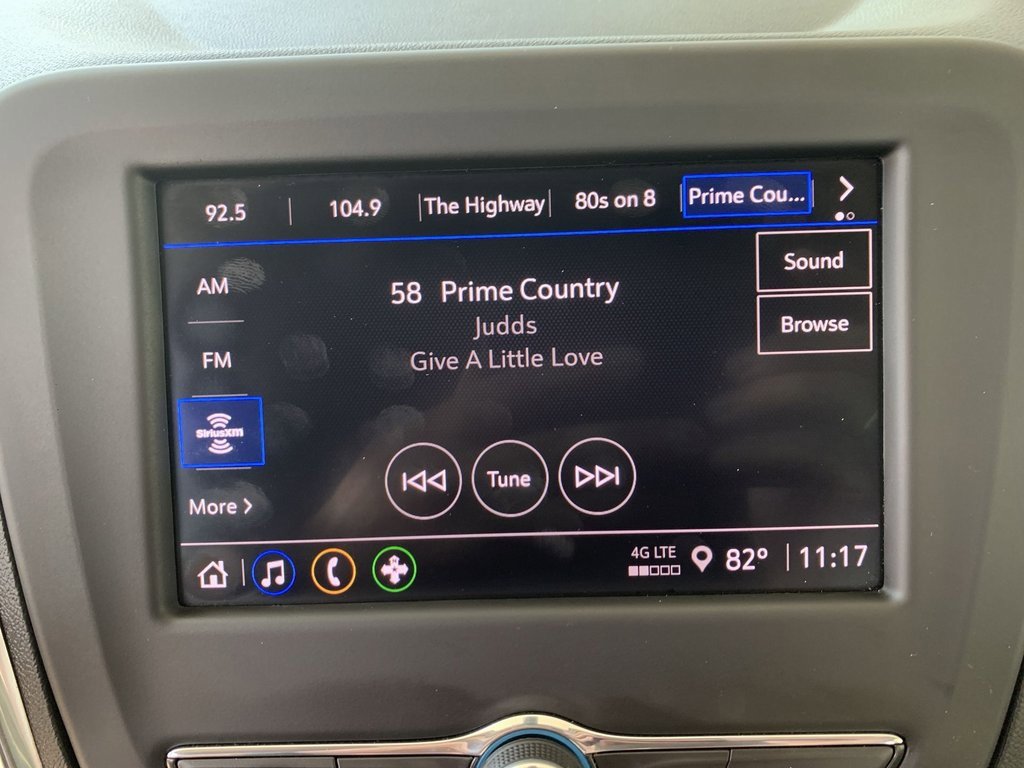 92.5 | 104.9 | The Highway | 80s on 8 | Prime Cou...
AM
FM
SiriusXM
More >
58 Prime Country
Judds
Give A Little Love
Sound
Browse
Tune
4G LTE
82° | 11:17